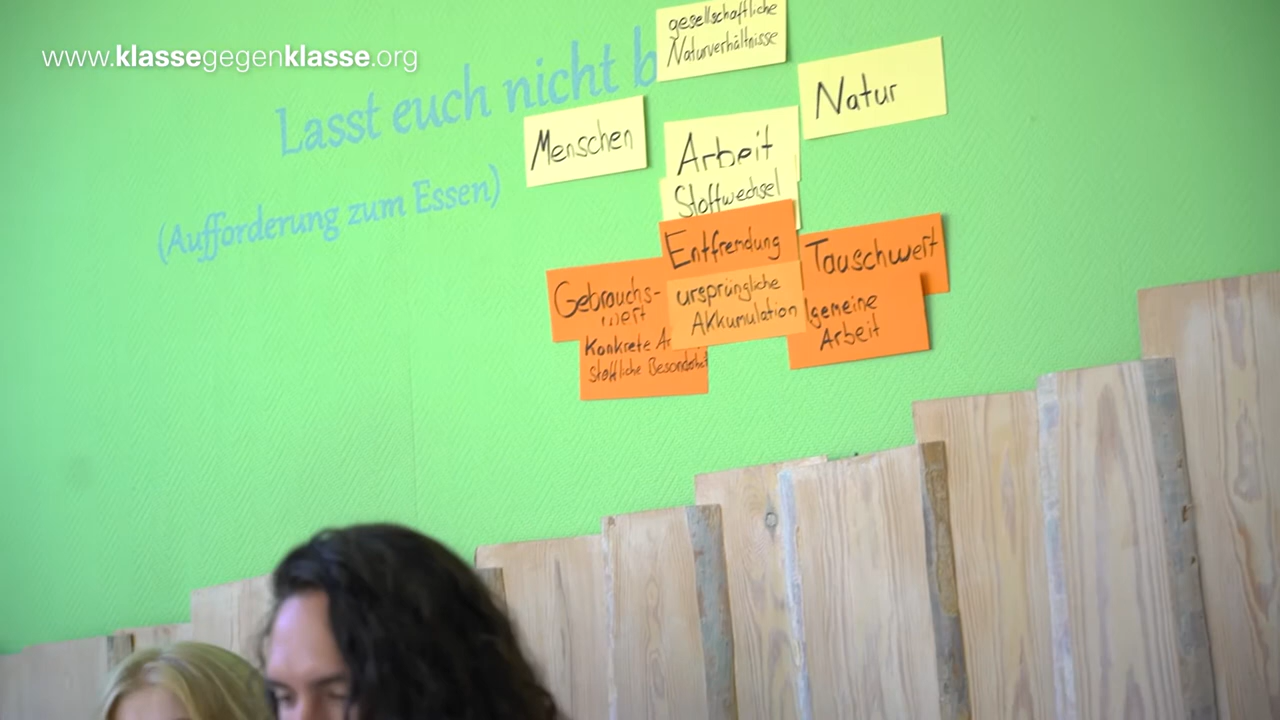 www.klassegegenklasse.org
Lasst euch nicht b
(Aufforderung zum Essen)
gesellschaftliche
Naturverhältnisse
Menschen
Arbeit
Stoffwechsel
Natur
Entfremdung
ursprüngliche
Akkumulation
Gebrauchs-
wert
Konkrete Ar
Stoffliche Besonderheit
Tauschwert
lgemeine
Arbeit